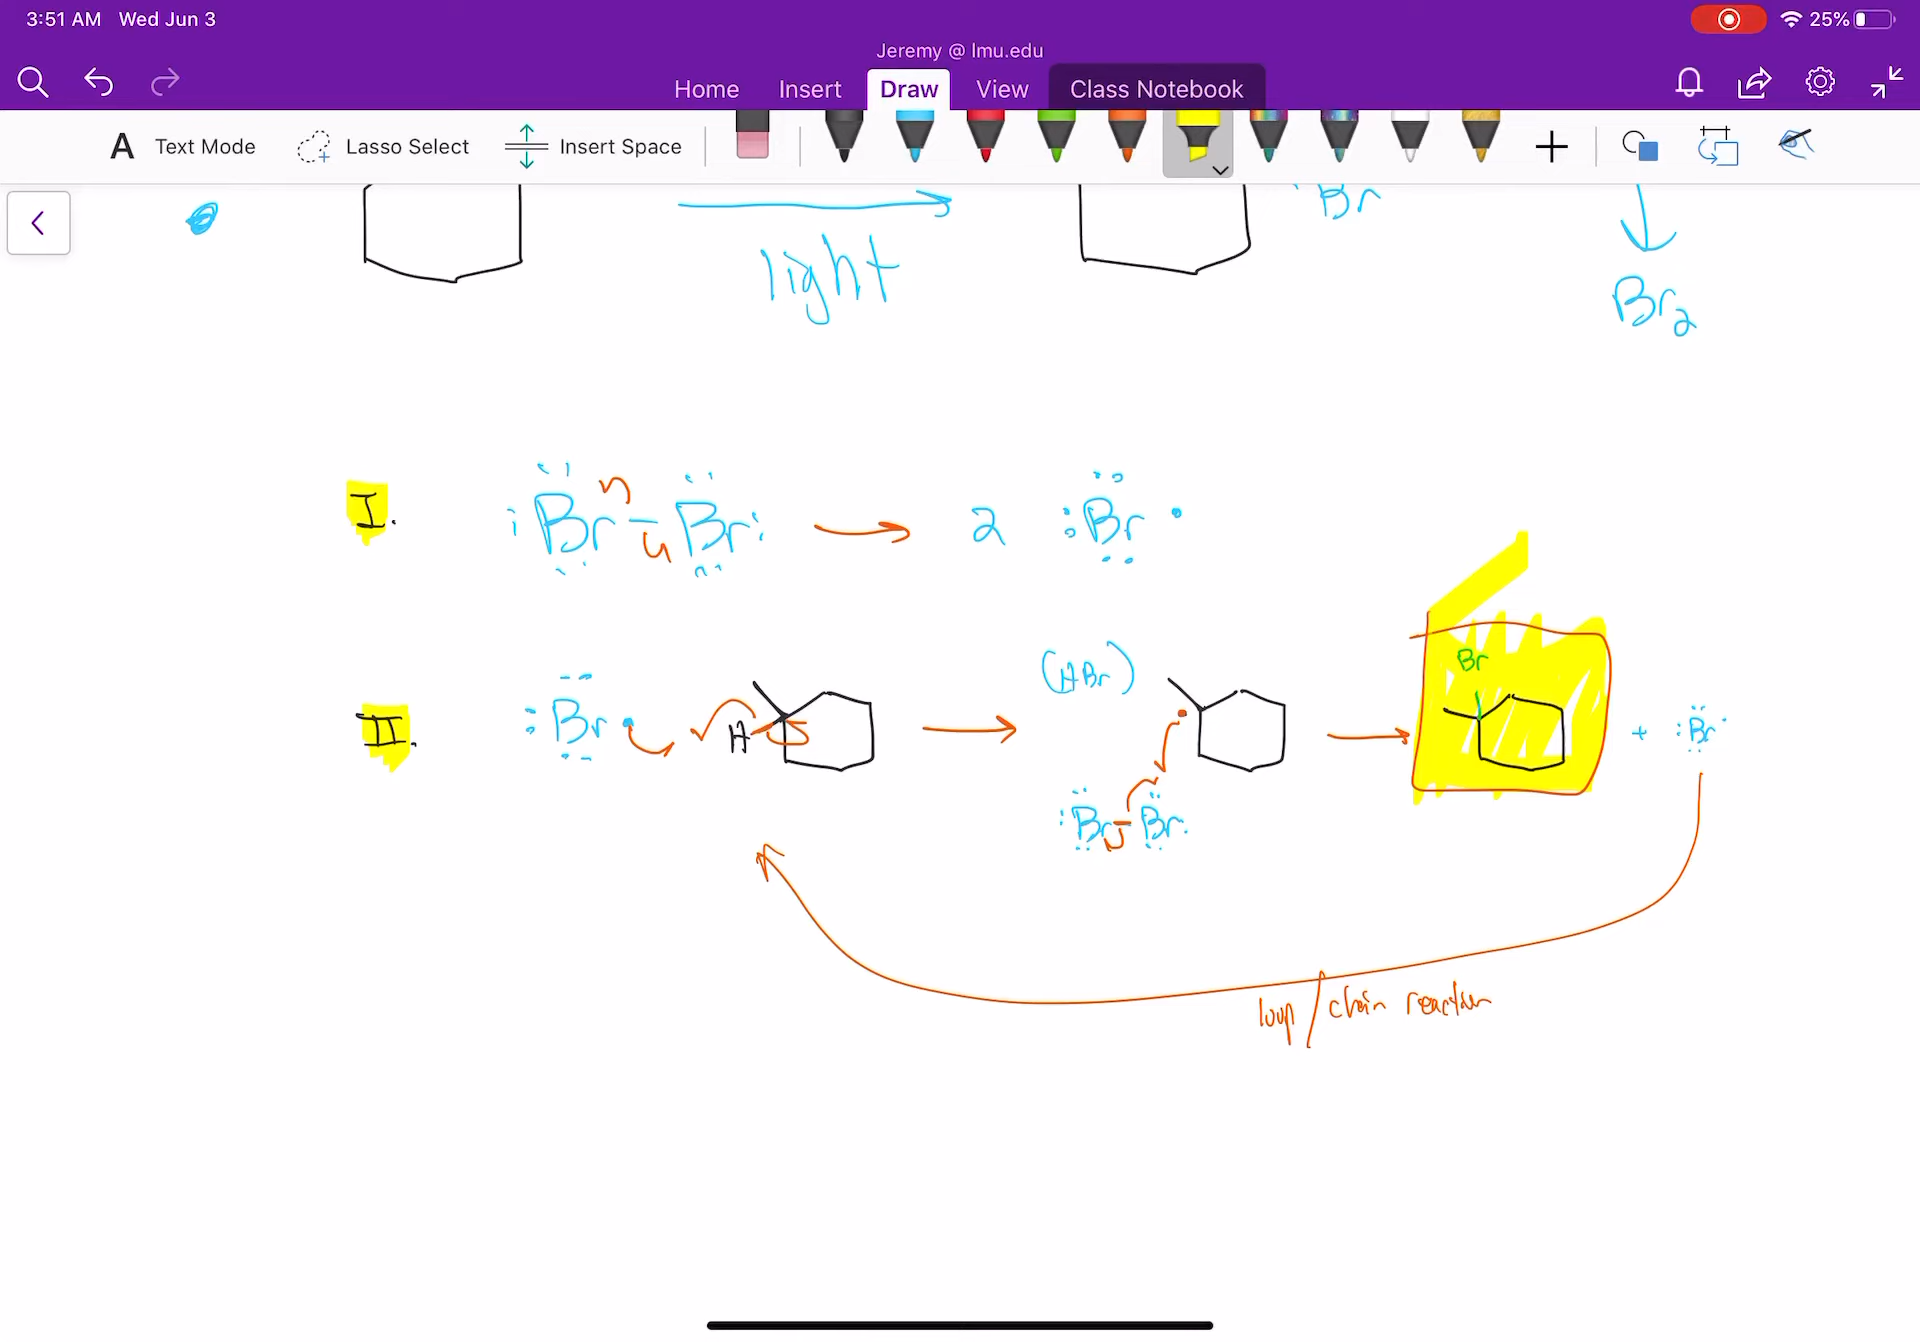 3:51 AM Wed Jun 3
25%
Jeremy @ lmu.edu
Home Insert Draw View Class Notebook
A Text Mode Lasso Select Insert Space
Br
light
Br2
I. :Br-Br: → 2 :Br·
(HBr)
Br
II. :Br· H → → + :Br·
:Br-Br:
loop/chain reaction